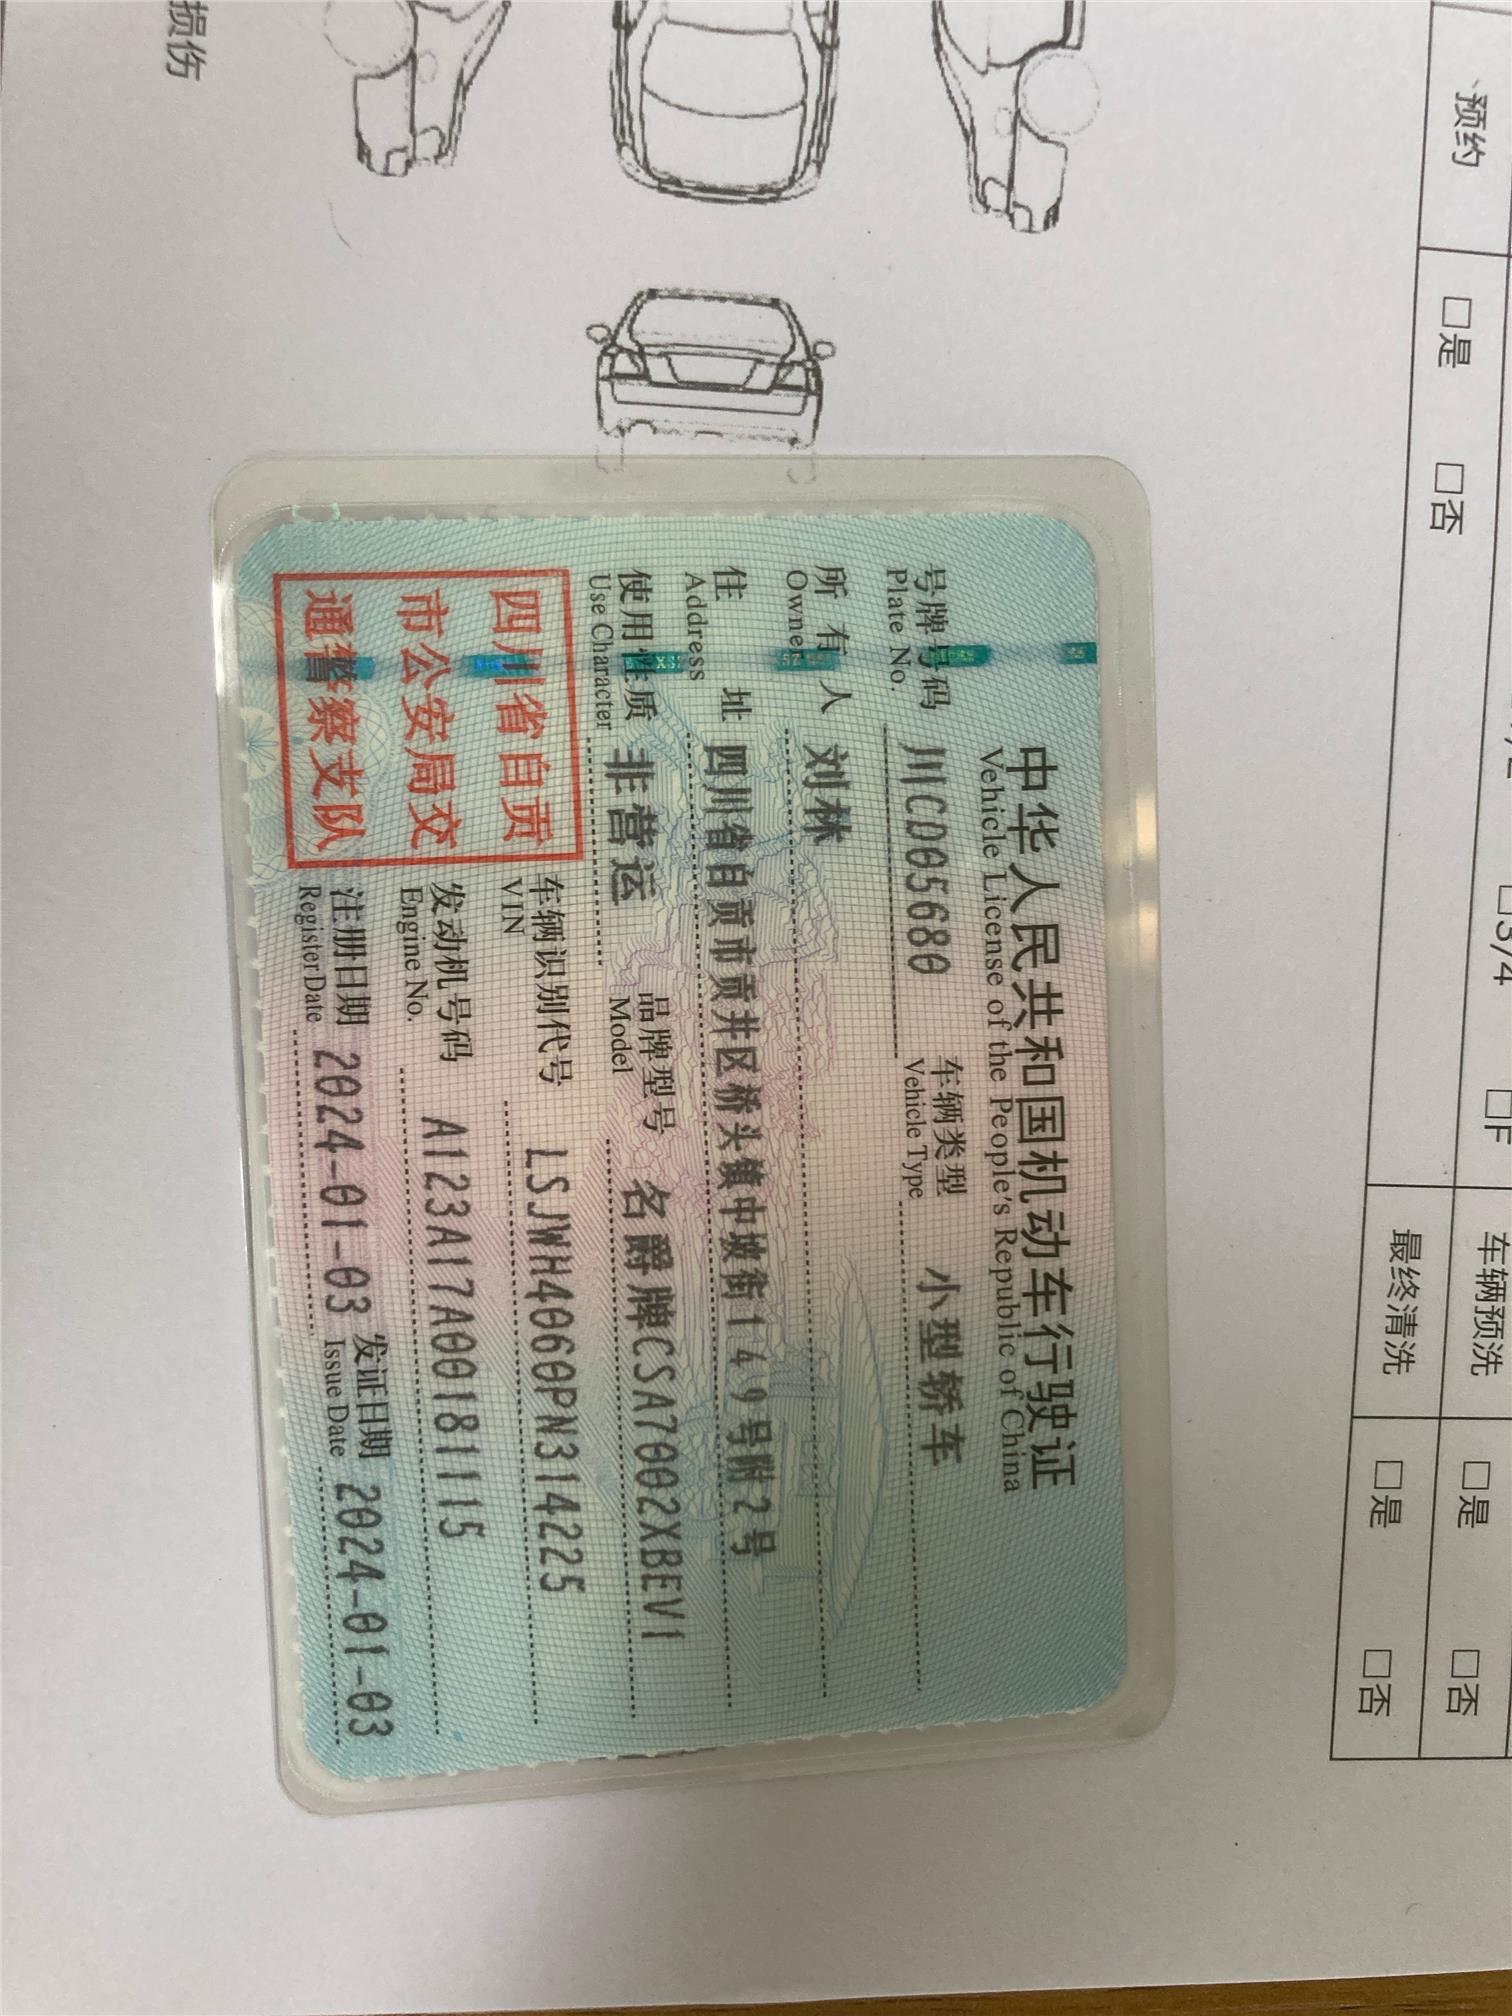 损伤
预约
□是 □否
□3/4 □F
车辆预洗 □是 □否
最终清洗 □是 □否
中华人民共和国机动车行驶证
Vehicle License of the People's Republic of China
号牌号码 川CD05680 车辆类型 小型轿车
Plate No. Vehicle Type
所有人 刘林
Owner
住址 四川省自贡市贡井区桥头镇中坡街149号附2号
Address
使用性质 非营运 品牌型号 名爵牌CSA7002XBEV1
Use Character Model
四川省自贡
市公安局交
通警察支队
车辆识别代号 LSJWH4060PN314225
VIN
发动机号码 A123A17A00181115
Engine No.
注册日期 2024-01-03 发证日期 2024-01-03
Register Date Issue Date